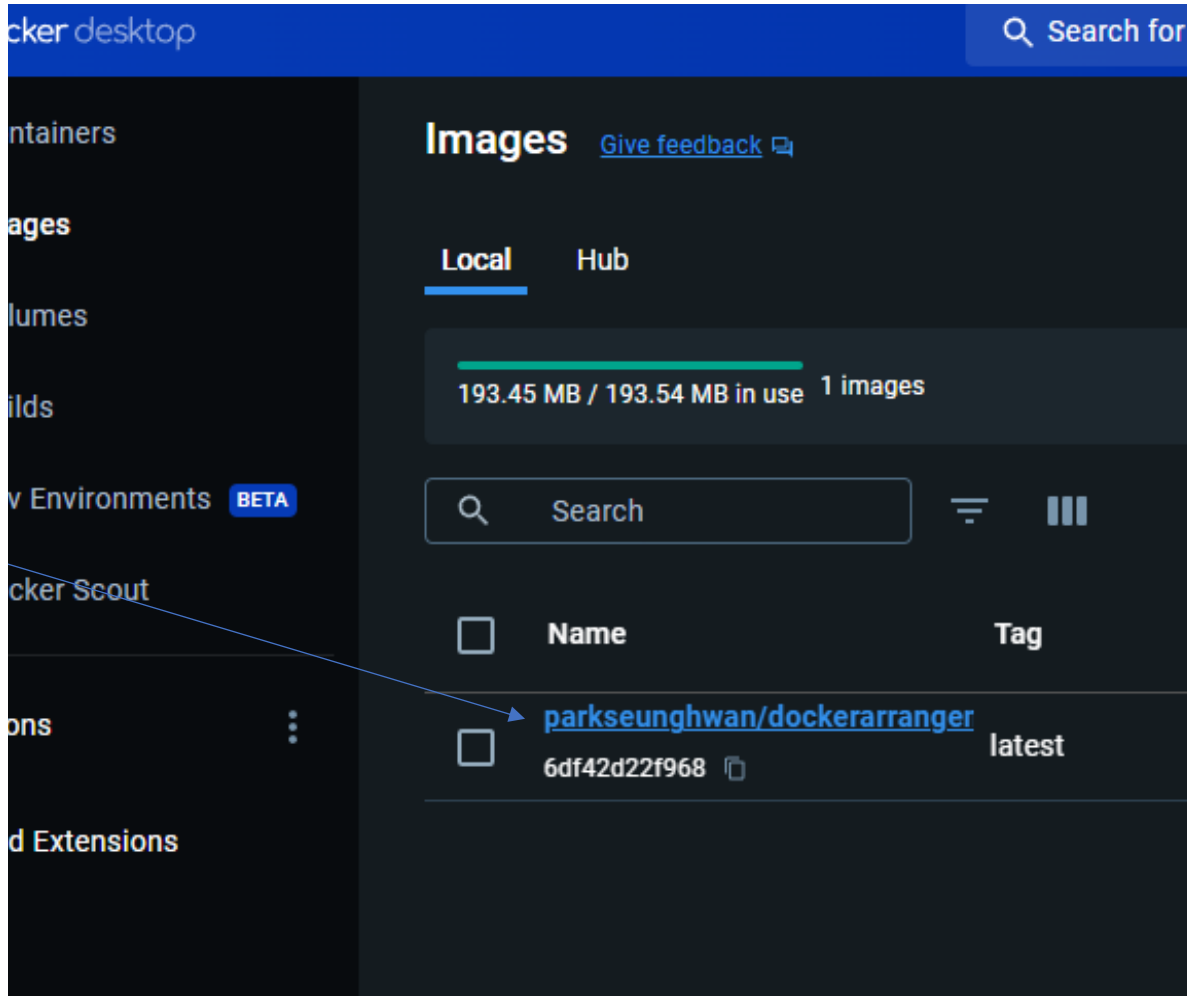 cker desktop
Search for
ntainers
ages
lumes
ilds
v Environments BETA
cker Scout
ons
d Extensions
Images Give feedback
Local Hub
193.45 MB / 193.54 MB in use 1 images
Search
Name Tag
parkseunghwan/dockerarranger latest
6df42d22f968